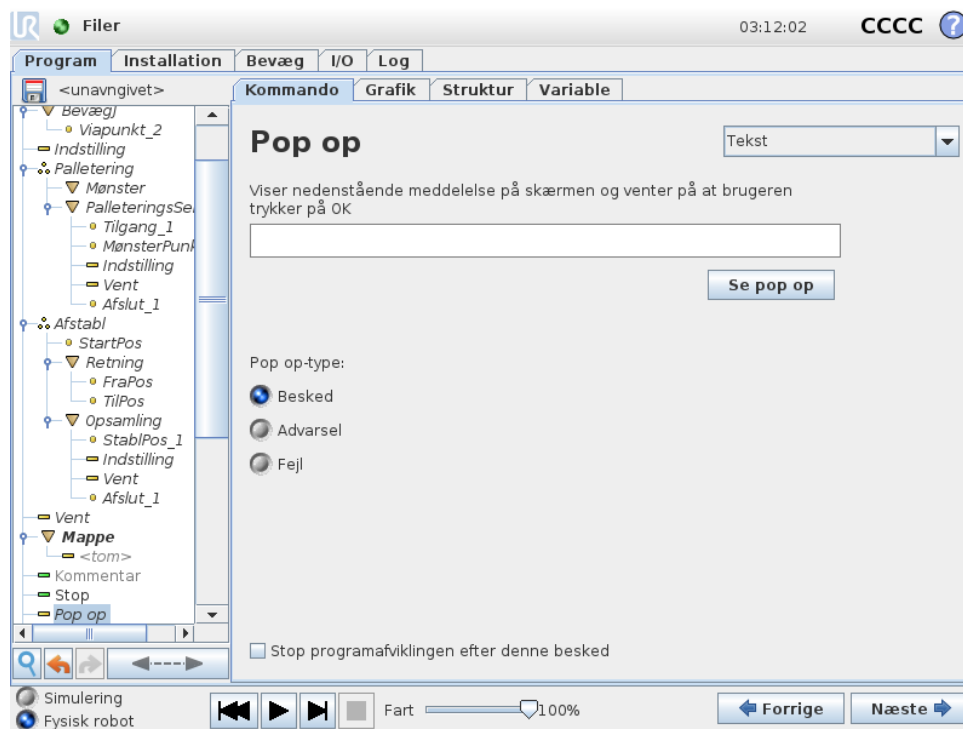 UR Filer 03:12:02 CCCC ?
Program Installation Bevæg I/O Log
<unavngivet>
Kommando Grafik Struktur Variable
BevægJ
Viapunkt_2
Indstilling
Palletering
Mønster
PalleteringsSe
Tilgang_1
MønsterPunk
Indstilling
Vent
Afslut_1
Afstabl
StartPos
Retning
FraPos
TilPos
Opsamling
StablPos_1
Indstilling
Vent
Afslut_1
Vent
Mappe
<tom>
Kommentar
Stop
Pop op
Pop op
Tekst
Viser nedenstående meddelelse på skærmen og venter på at brugeren
trykker på OK
Se pop op
Pop op-type:
Besked
Advarsel
Fejl
Stop programafviklingen efter denne besked
Simulering
Fysisk robot
Fart 100%
Forrige Næste